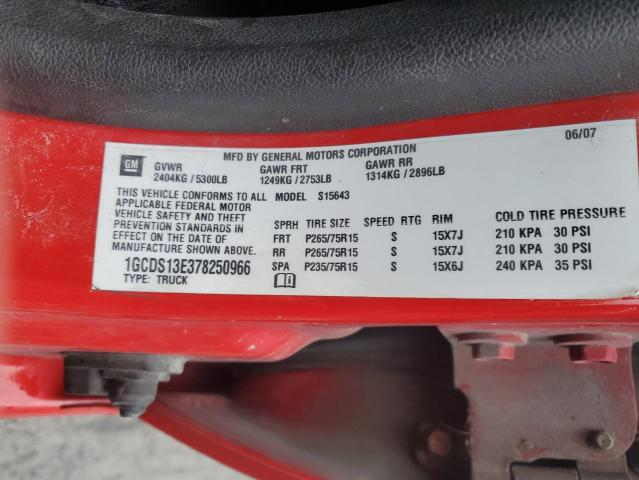 MFD BY GENERAL MOTORS CORPORATION 06/07
GM GVWR GAWR FRT GAWR RR
2404KG / 5300LB 1249KG / 2753LB 1314KG / 2896LB
THIS VEHICLE CONFORMS TO ALL MODEL S15643
APPLICABLE FEDERAL MOTOR
VEHICLE SAFETY AND THEFT
PREVENTION STANDARDS IN
EFFECT ON THE DATE OF
MANUFACTURE SHOWN ABOVE.
SPRH TIRE SIZE SPEED RTG RIM COLD TIRE PRESSURE
FRT P265/75R15 S 15X7J 210 KPA 30 PSI
RR P265/75R15 S 15X7J 210 KPA 30 PSI
SPA P235/75R15 S 15X6J 240 KPA 35 PSI
1GCDS13E378250966
TYPE: TRUCK